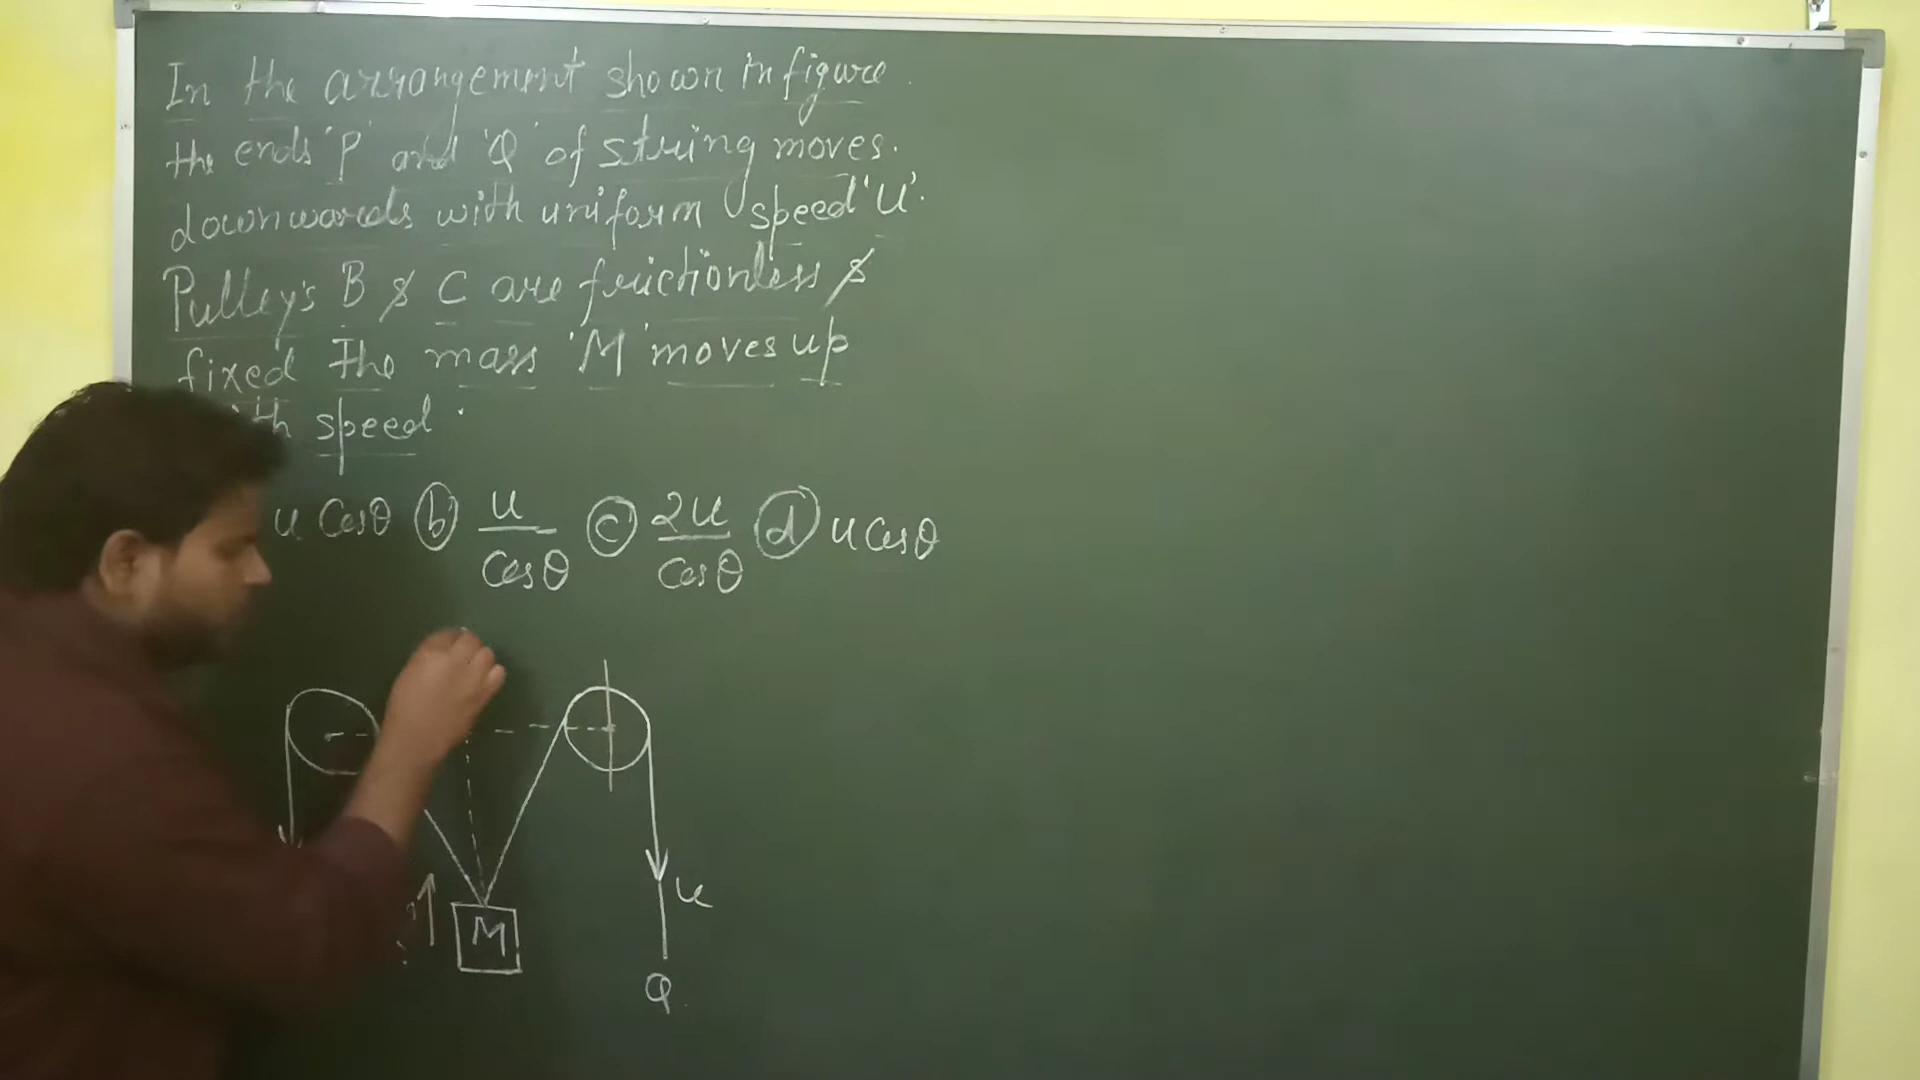 In the arrangement shown in figure.
the ends 'P' and 'Q' of string moves.
downwards with uniform speed 'U'.
Pulley's B & C are frictionless &
fixed The mass 'M' moves up
speed.
u Cosθ (b) u/Cosθ (c) 2u/Cosθ (d) u Cosθ
u
M
Q